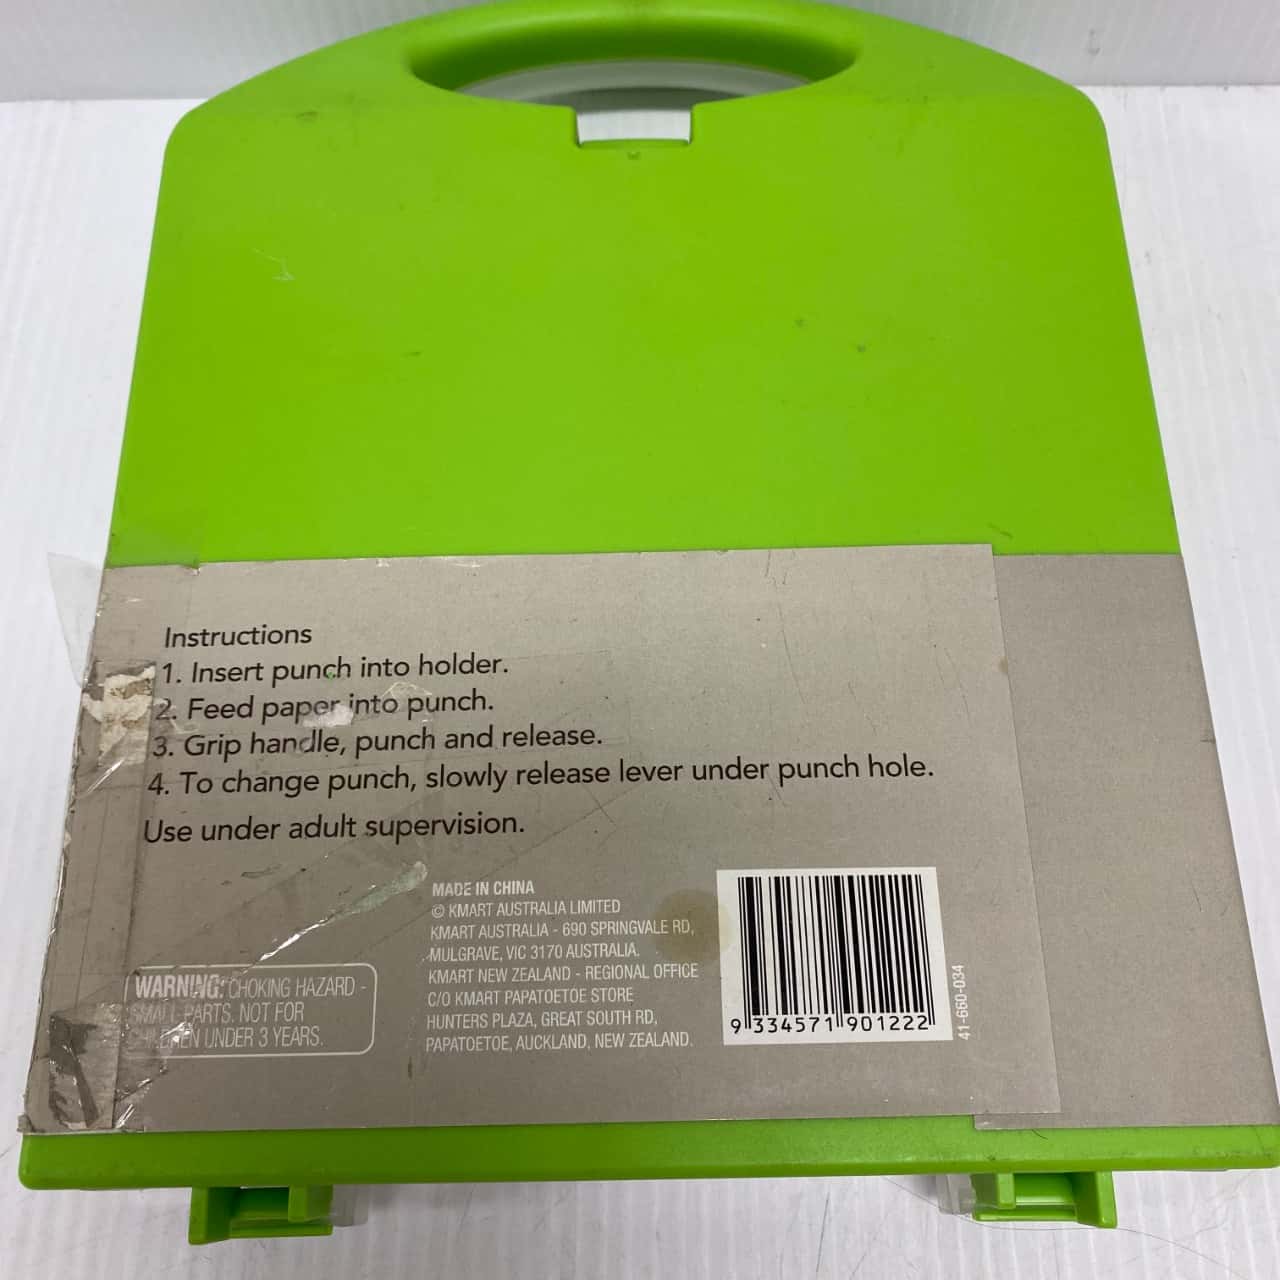 Instructions
1. Insert punch into holder.
2. Feed paper into punch.
3. Grip handle, punch and release.
4. To change punch, slowly release lever under punch hole.
Use under adult supervision.
WARNING: CHOKING HAZARD -
SMALL PARTS. NOT FOR
CHILDREN UNDER 3 YEARS.
MADE IN CHINA
© KMART AUSTRALIA LIMITED
KMART AUSTRALIA - 690 SPRINGVALE RD,
MULGRAVE, VIC 3170 AUSTRALIA.
KMART NEW ZEALAND - REGIONAL OFFICE
C/O KMART PAPATOETOE STORE
HUNTERS PLAZA, GREAT SOUTH RD,
PAPATOETOE, AUCKLAND, NEW ZEALAND.
9 334571 901222
41-660-034